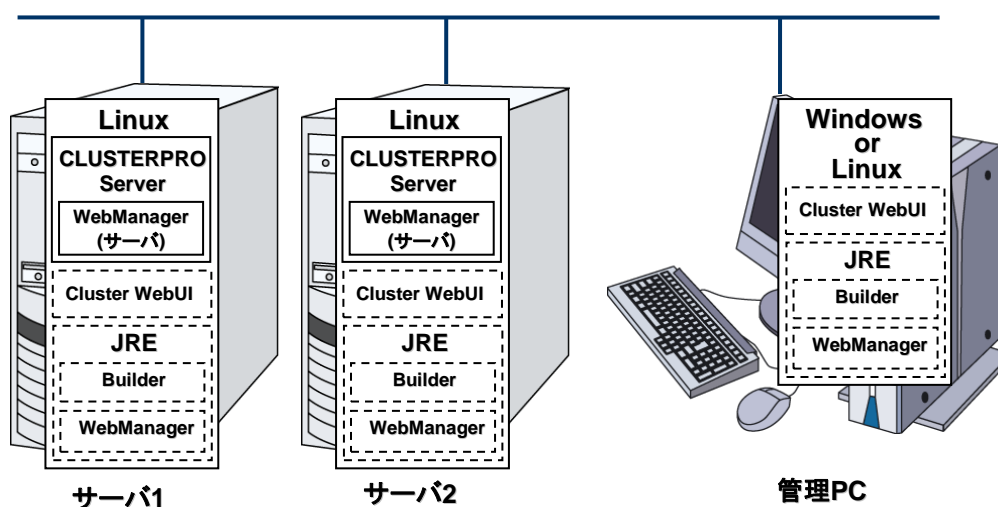 Linux
CLUSTERPRO
Server
WebManager
(サーバ)
Cluster WebUI
JRE
Builder
WebManager
サーバ1
Linux
CLUSTERPRO
Server
WebManager
(サーバ)
Cluster WebUI
JRE
Builder
WebManager
サーバ2
Windows
or
Linux
Cluster WebUI
JRE
Builder
WebManager
管理PC